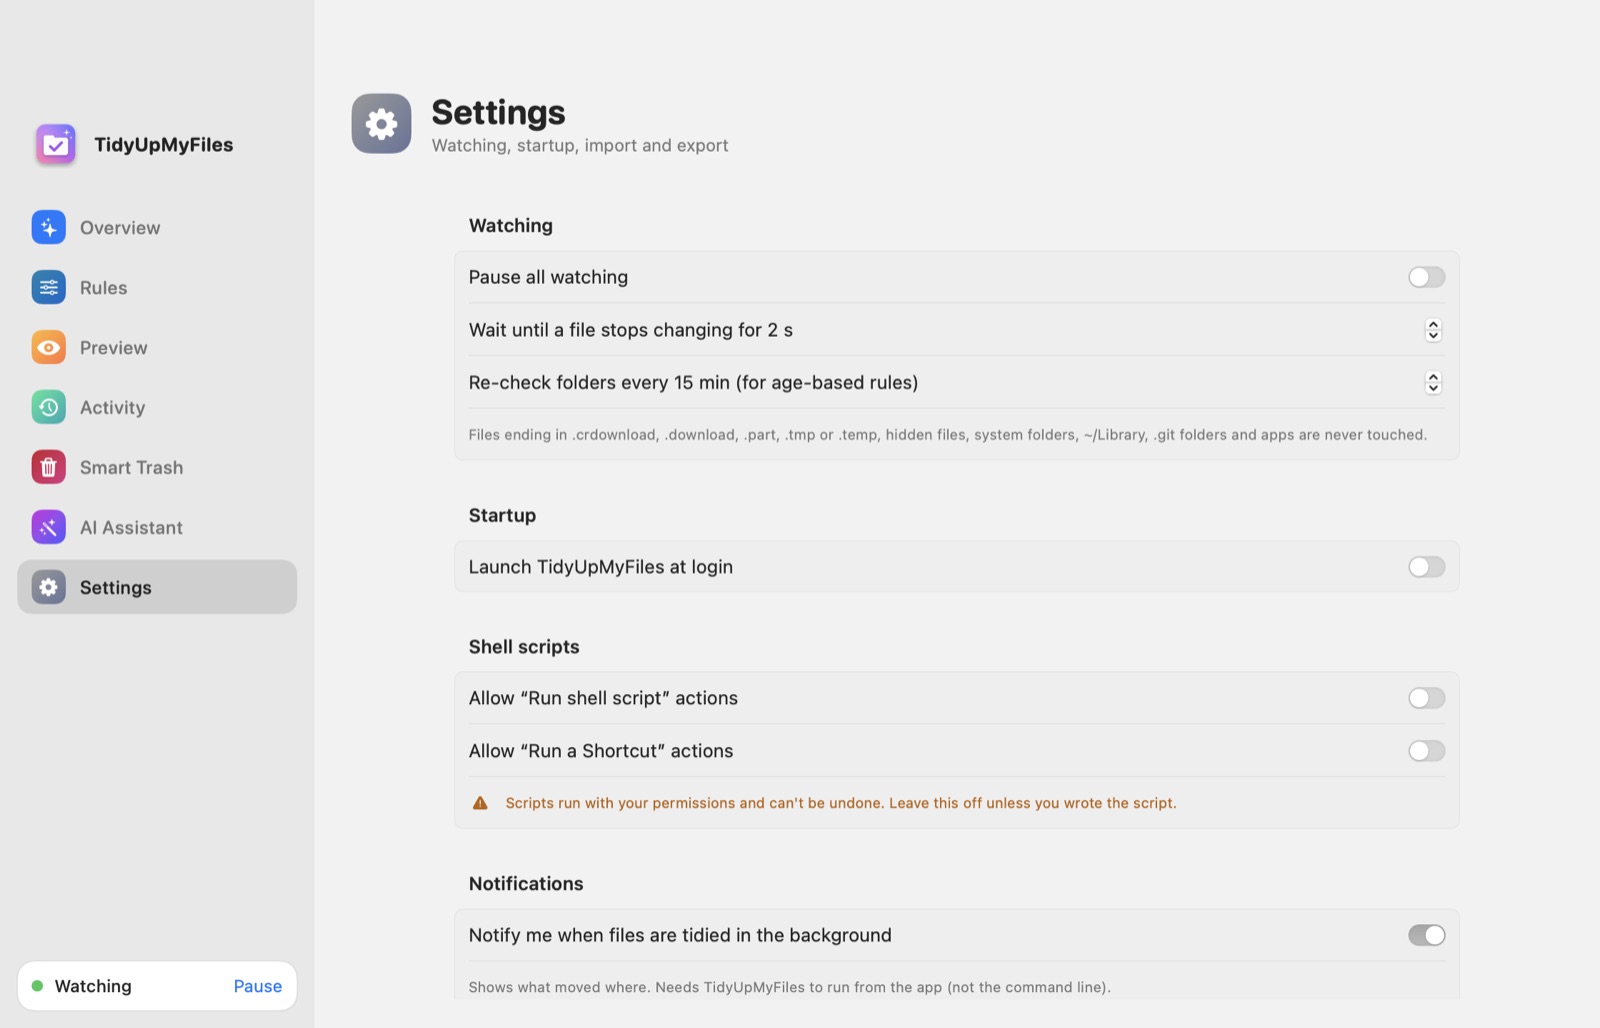 TidyUpMyFiles
Overview
Rules
Preview
Activity
Smart Trash
AI Assistant
Settings
Watching
Pause
Settings
Watching, startup, import and export
Watching
Pause all watching
Wait until a file stops changing for 2 s
Re-check folders every 15 min (for age-based rules)
Files ending in .crdownload, .download, .part, .tmp or .temp, hidden files, system folders, ~/Library, .git folders and apps are never touched.
Startup
Launch TidyUpMyFiles at login
Shell scripts
Allow “Run shell script” actions
Allow “Run a Shortcut” actions
Scripts run with your permissions and can't be undone. Leave this off unless you wrote the script.
Notifications
Notify me when files are tidied in the background
Shows what moved where. Needs TidyUpMyFiles to run from the app (not the command line).